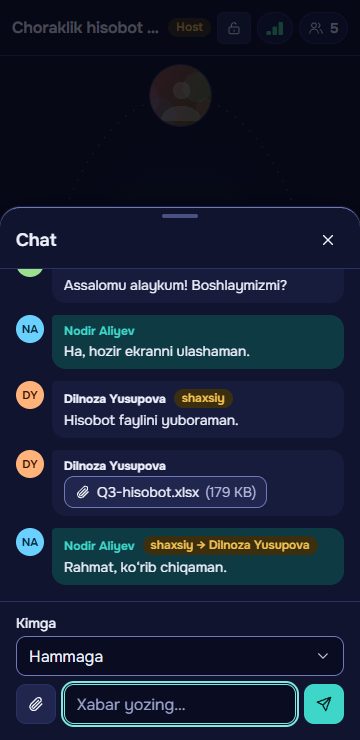 Choraklik hisobot ...
Host
5
Chat
Assalomu alaykum! Boshlaymizmi?
NA
Nodir Aliyev
Ha, hozir ekranni ulashaman.
DY
Dilnoza Yusupova shaxsiy
Hisobot faylini yuboraman.
DY
Dilnoza Yusupova
Q3-hisobot.xlsx (179 KB)
NA
Nodir Aliyev shaxsiy → Dilnoza Yusupova
Rahmat, koʻrib chiqaman.
Kimga
Hammaga
Xabar yozing...